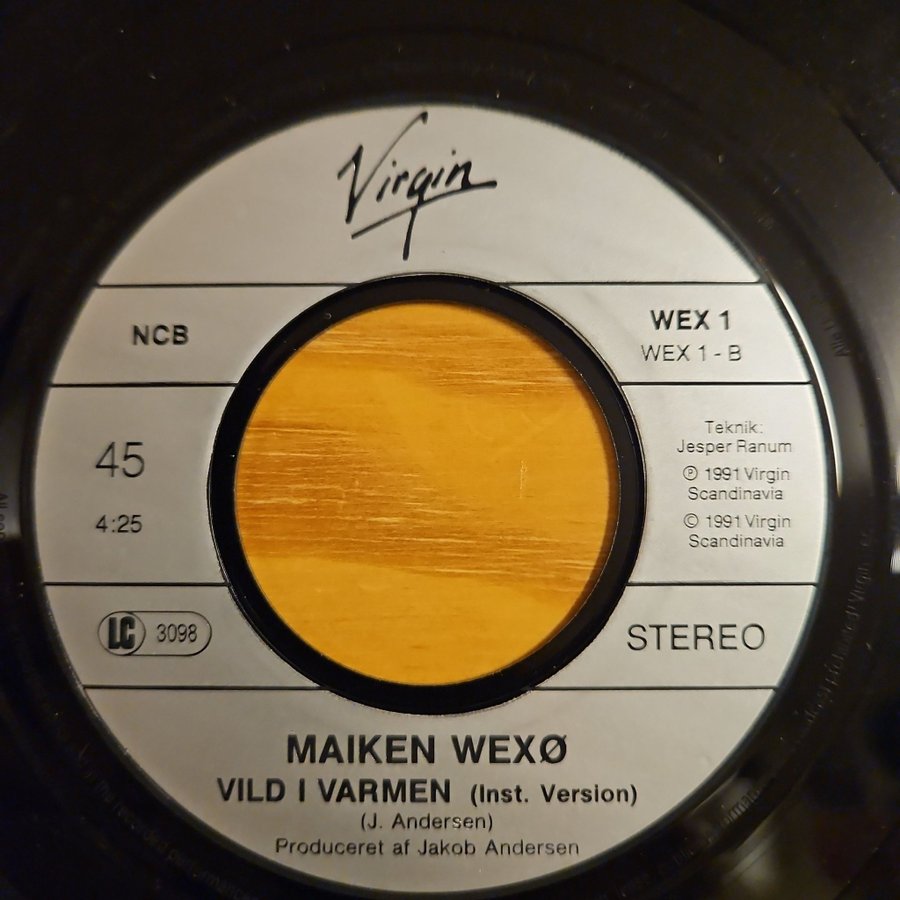 Virgin
NCB
WEX 1
WEX 1 - B
45
4:25
Teknik:
Jesper Ranum
℗ 1991 Virgin
Scandinavia
© 1991 Virgin
Scandinavia
LC 3098
STEREO
MAIKEN WEXØ
VILD I VARMEN (Inst. Version)
(J. Andersen)
Produceret af Jakob Andersen